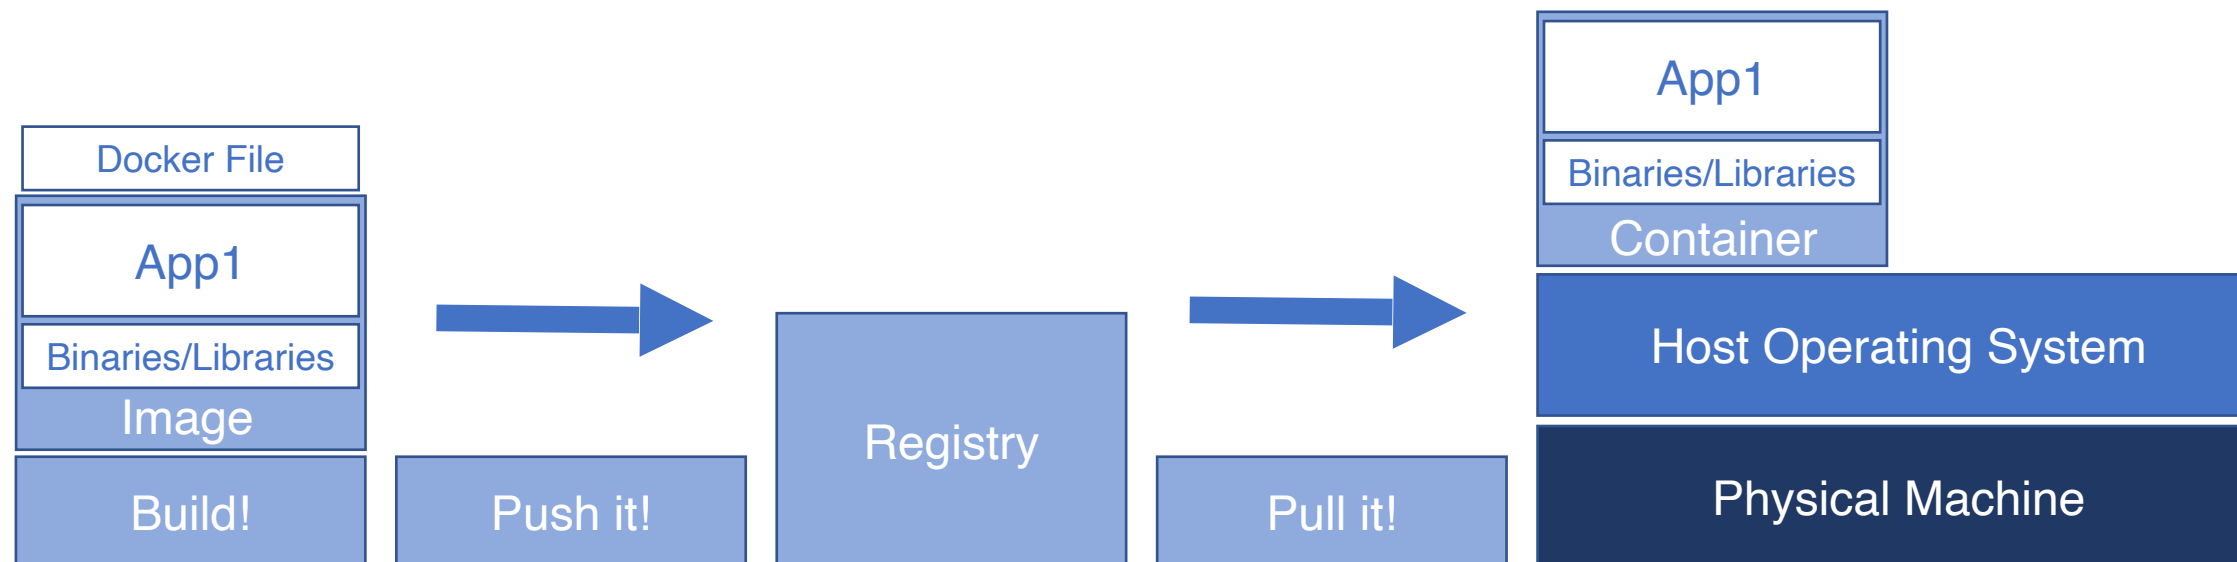 Docker File
App1
Binaries/Libraries
Image
Build!
Push it!
Registry
Pull it!
App1
Binaries/Libraries
Container
Host Operating System
Physical Machine